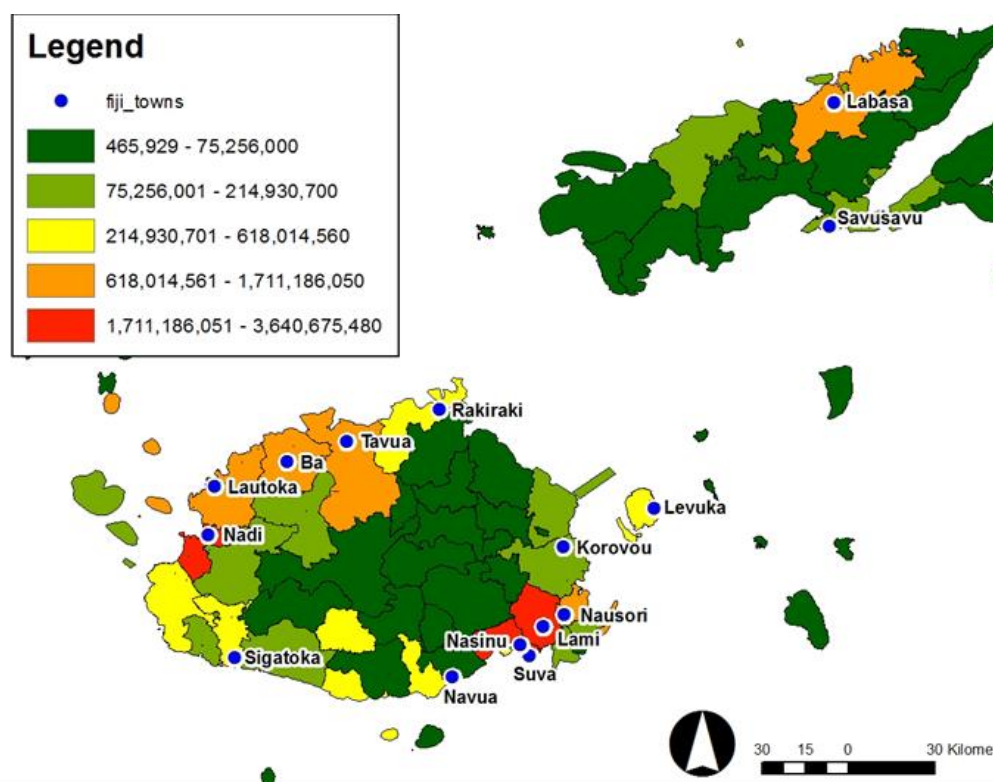 Legend
fiji_towns
465,929 - 75,256,000
75,256,001 - 214,930,700
214,930,701 - 618,014,560
618,014,561 - 1,711,186,050
1,711,186,051 - 3,640,675,480
Labasa
Savusavu
Rakiraki
Tavua
Ba
Lautoka
Levuka
Nadi
Korovou
Nausori
Lami
Nasinu
Suva
Sigatoka
Navua
30 15 0 30 Kilome